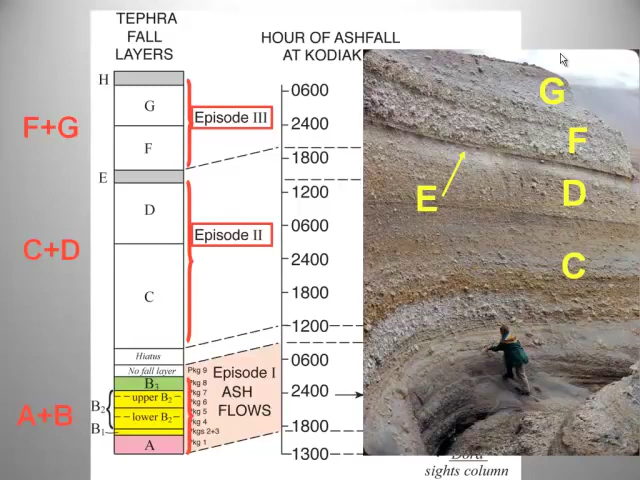 TEPHRA
FALL
LAYERS
HOUR OF ASHFALL
AT KODIAK
H
G
F
E
D
C
Hiatus
No fall layer
B3
upper B2
lower B2
B2
B1
A
F+G
C+D
A+B
Episode III
Episode II
Episode I
ASH
FLOWS
Pkg 9
Pkg 8
Pkg 7
Pkg 6
Pkg 5
Pkg 4
Pkgs 2+3
Pkg 1
0600
2400
1800
1200
0600
2400
1800
1200
0600
2400
1800
1300
G
F
E
D
C
Dora
sights column